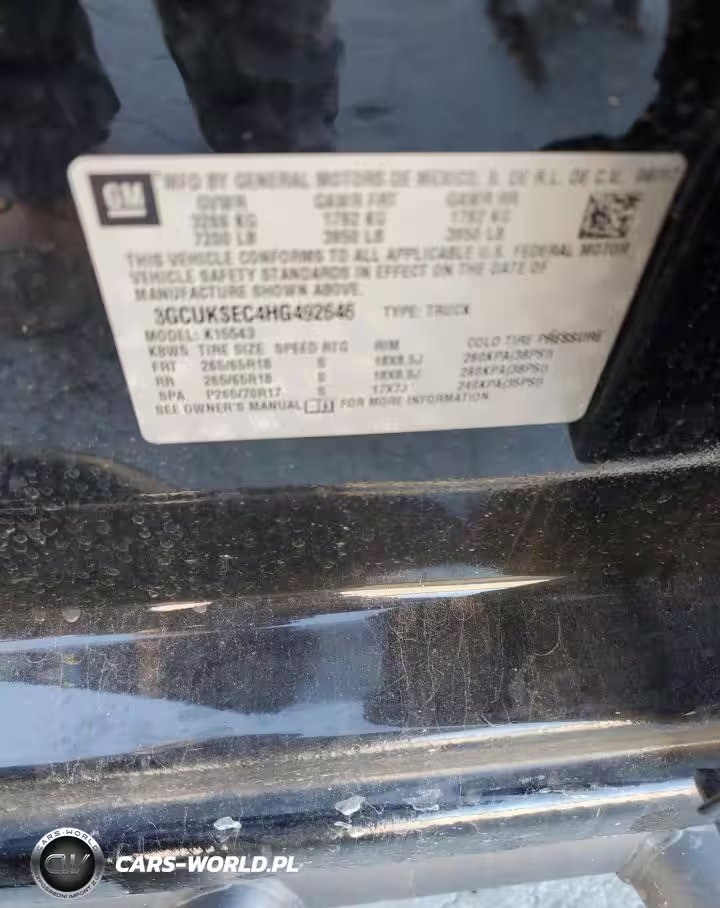 GM MFG BY GENERAL MOTORS DE MEXICO, S. DE R.L. DE C.V.
GVWR GAWR FRT GAWR RR
3266 KG 1792 KG 1792 KG
7200 LB 3950 LB 3950 LB
THIS VEHICLE CONFORMS TO ALL APPLICABLE U.S. FEDERAL MOTOR
VEHICLE SAFETY STANDARDS IN EFFECT ON THE DATE OF
MANUFACTURE SHOWN ABOVE.
3GCUKSEC4HG492646 TYPE: TRUCK
MODEL: K15543
TIRE SIZE SPEED RTG RIM COLD TIRE PRESSURE
FRT 265/65R18 S 18X8.5J 260KPA(38PSI)
RR 265/65R18 S 18X8.5J 260KPA(38PSI)
SPA P265/70R17 S 17X7J 240KPA(35PSI)
SEE OWNER'S MANUAL FOR MORE INFORMATION
CARS-WORLD
CW
CARS-WORLD.PL